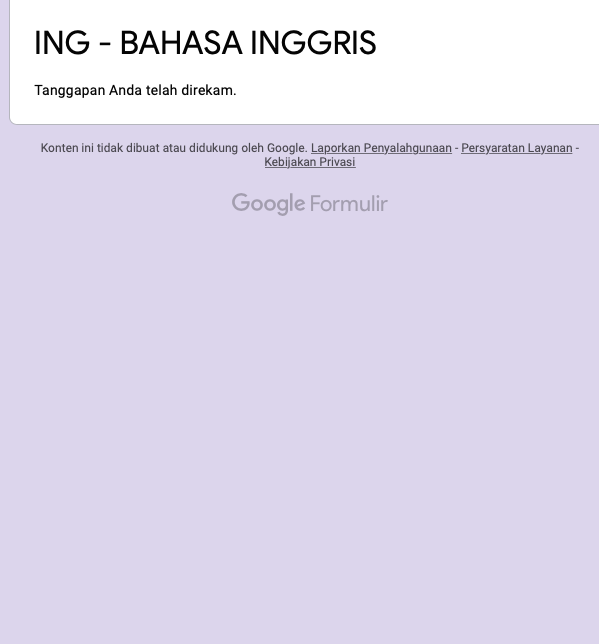 ING - BAHASA INGGRIS
Tanggapan Anda telah direkam.
Konten ini tidak dibuat atau didukung oleh Google. Laporkan Penyalahgunaan - Persyaratan Layanan -
Kebijakan Privasi
Google Formulir